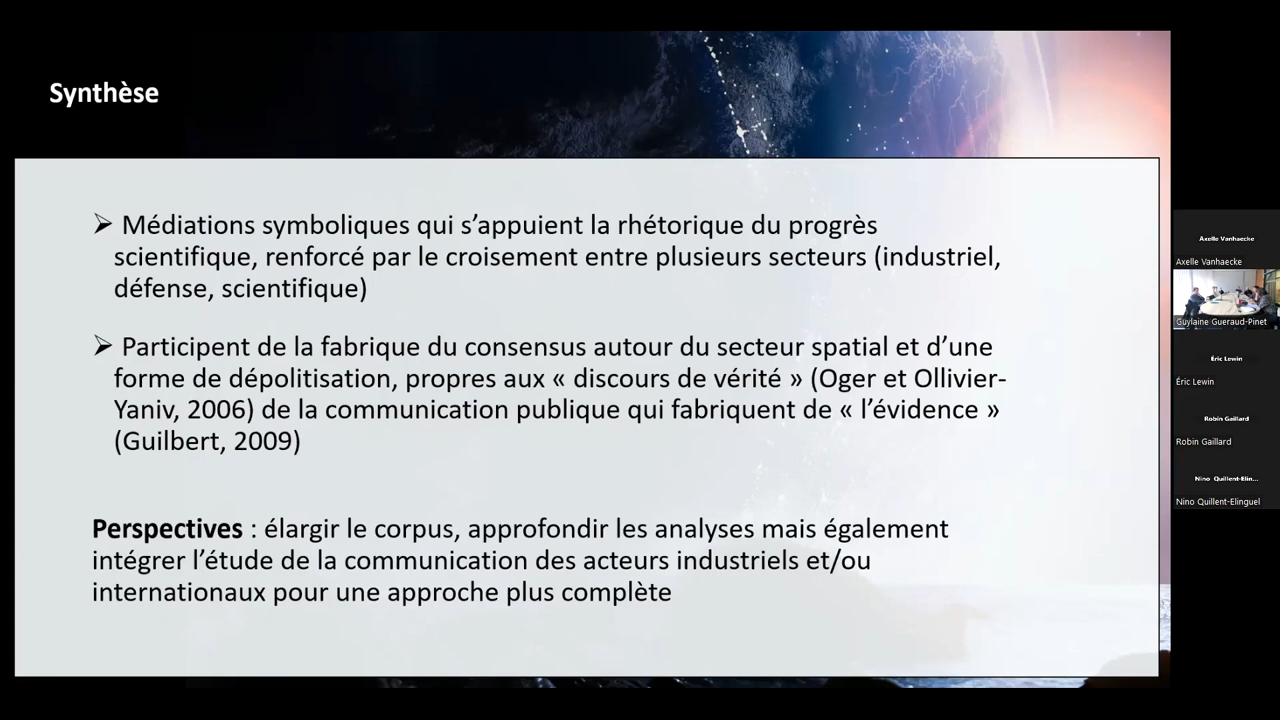 Synthèse
➢ Médiations symboliques qui s’appuient la rhétorique du progrès
scientifique, renforcé par le croisement entre plusieurs secteurs (industriel,
défense, scientifique)
➢ Participent de la fabrique du consensus autour du secteur spatial et d’une
forme de dépolitisation, propres aux « discours de vérité » (Oger et Ollivier-
Yaniv, 2006) de la communication publique qui fabriquent de « l’évidence »
(Guilbert, 2009)
Perspectives : élargir le corpus, approfondir les analyses mais également
intégrer l’étude de la communication des acteurs industriels et/ou
internationaux pour une approche plus complète
Axelle Vanhaecke
Axelle Vanhaecke
Guylaine Gueraud-Pinet
Éric Lewin
Éric Lewin
Robin Gaillard
Robin Gaillard
Nino Quillent-Elin...
Nino Quillent-Elinguel